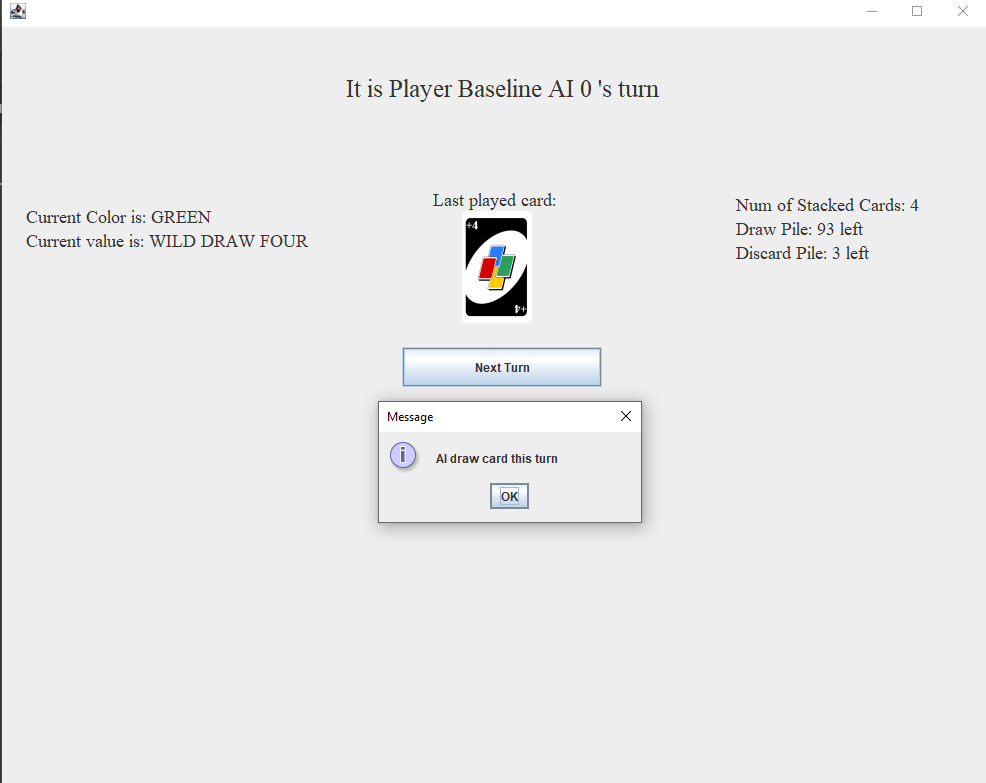 It is Player Baseline AI 0 's turn
Current Color is: GREEN
Current value is: WILD DRAW FOUR
Last played card:
+4
+4
Num of Stacked Cards: 4
Draw Pile: 93 left
Discard Pile: 3 left
Next Turn
Message
i
AI draw card this turn
OK